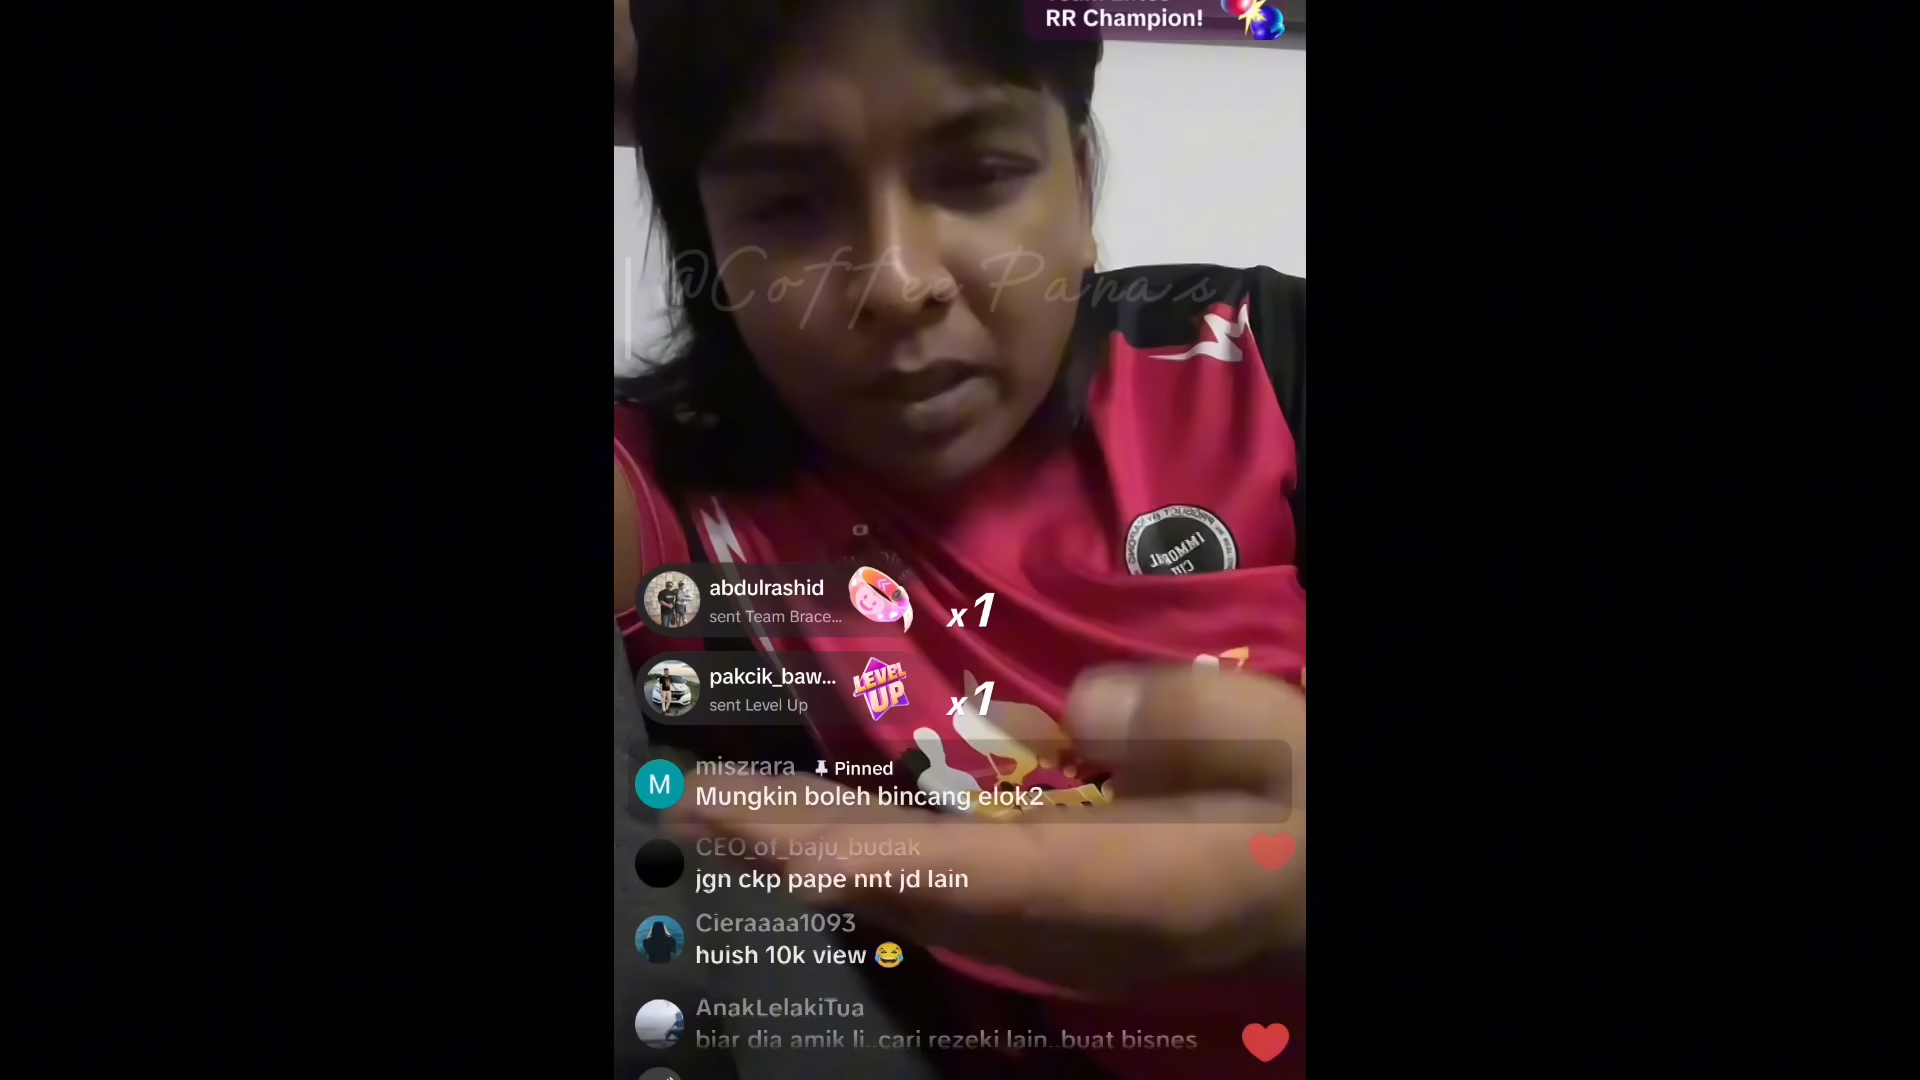 RR Champion!
@Coffee Pana's
abdulrashid
sent Team Brace...
x1
pakcik_baw...
sent Level Up
LEVEL UP
x1
M
miszrara Pinned
Mungkin boleh bincang elok2
CEO_of_baju_budak
jgn ckp pape nnt jd lain
Cieraaaa1093
huish 10k view 😂
AnakLelakiTua
biar dia amik li..cari rezeki lain..buat bisnes